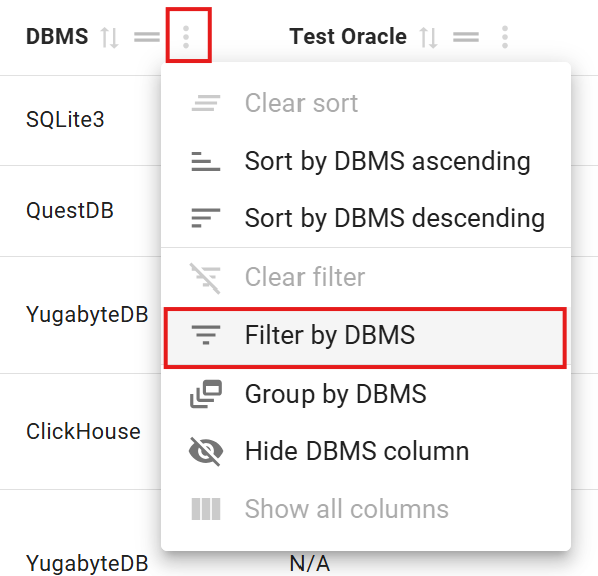 DBMS Test Oracle
SQLite3
QuestDB
YugabyteDB
ClickHouse
YugabyteDB N/A
Clear sort
Sort by DBMS ascending
Sort by DBMS descending
Clear filter
Filter by DBMS
Group by DBMS
Hide DBMS column
Show all columns